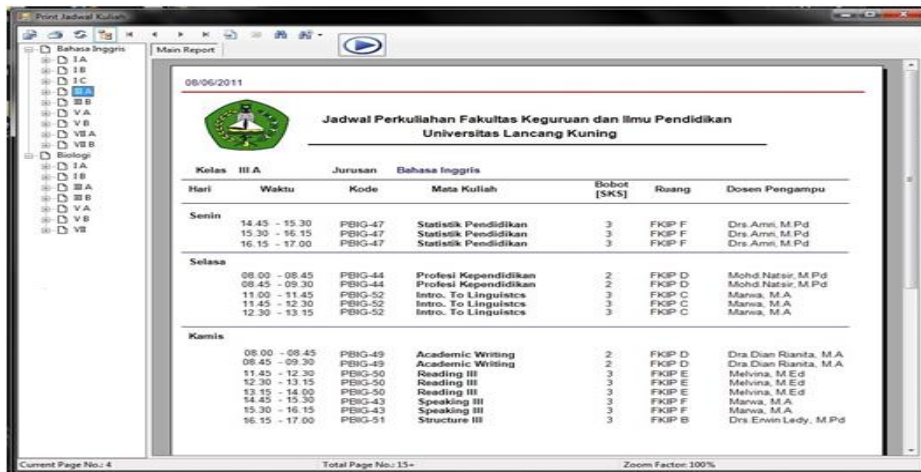 Print Jadwal Kuliah
Bahasa Inggris
I A
I B
I C
III A
III B
V A
V B
VII A
VII B
Biologi
I A
I B
III A
III B
V A
V B
VII
Main Report
08/06/2011
Jadwal Perkuliahan Fakultas Keguruan dan Ilmu Pendidikan
Universitas Lancang Kuning
Kelas III A Jurusan Bahasa Inggris
Hari Waktu Kode Mata Kuliah Bobot [SKS] Ruang Dosen Pengampu
Senin
14.45 - 15.30 PBIG-47 Statistik Pendidikan 3 FKIP F Drs.Amri, M.Pd
15.30 - 16.15 PBIG-47 Statistik Pendidikan 3 FKIP F Drs.Amri, M.Pd
16.15 - 17.00 PBIG-47 Statistik Pendidikan 3 FKIP F Drs.Amri, M.Pd
Selasa
08.00 - 08.45 PBIG-44 Profesi Kependidikan 2 FKIP D Mohd.Natsir, M.Pd
08.45 - 09.30 PBIG-44 Profesi Kependidikan 2 FKIP D Mohd.Natsir, M.Pd
11.00 - 11.45 PBIG-52 Intro. To Linguistcs 3 FKIP C Marwa, M.A
11.45 - 12.30 PBIG-52 Intro. To Linguistcs 3 FKIP C Marwa, M.A
12.30 - 13.15 PBIG-52 Intro. To Linguistcs 3 FKIP C Marwa, M.A
Kamis
08.00 - 08.45 PBIG-49 Academic Writing 2 FKIP D Dra.Dian Rianita, M.A
08.45 - 09.30 PBIG-49 Academic Writing 2 FKIP D Dra.Dian Rianita, M.A
11.45 - 12.30 PBIG-50 Reading III 3 FKIP E Melvina, M.Ed
12.30 - 13.15 PBIG-50 Reading III 3 FKIP E Melvina, M.Ed
13.15 - 14.00 PBIG-50 Reading III 3 FKIP E Melvina, M.Ed
14.45 - 15.30 PBIG-43 Speaking III 3 FKIP F Marwa, M.A
15.30 - 16.15 PBIG-43 Speaking III 3 FKIP F Marwa, M.A
16.15 - 17.00 PBIG-51 Structure III 3 FKIP B Drs.Erwin Ledy, M.Pd
Current Page No.: 4 Total Page No.: 15+ Zoom Factor: 100%